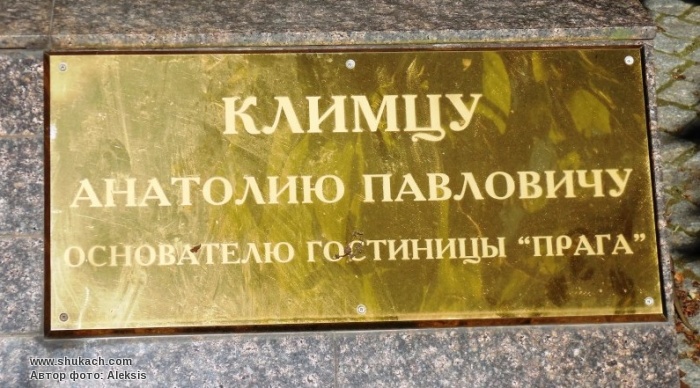 КЛИМЦУ
АНАТОЛИЮ ПАВЛОВИЧУ
ОСНОВАТЕЛЮ ГОСТИНИЦЫ “ПРАГА”
www.shukach.com
Автор фото: Aleksis